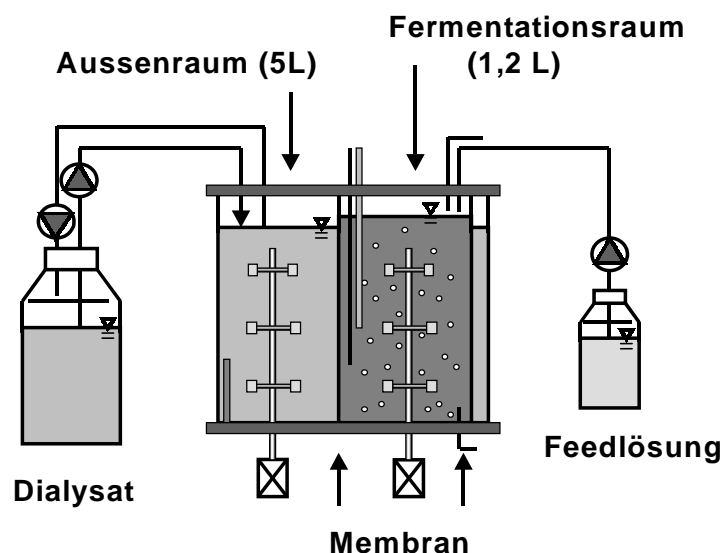 Fermentationsraum
(1,2 L)
Aussenraum (5L)
Feedlösung
Dialysat
Membran